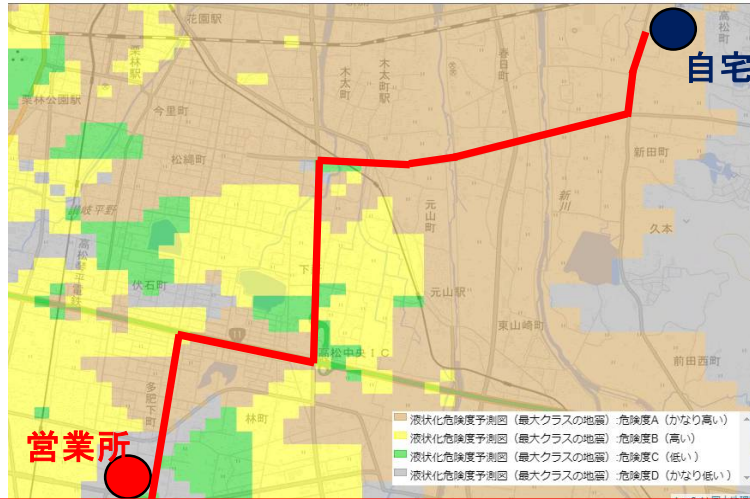 花園駅
高松町
栗林駅
木太町
木太町駅
春日町
自宅
栗林公園駅
今里町
松縄町
新田町
讃岐平野
元山町
新川
久本
高松琴平電鉄
伏石町
元山駅
11
東山崎町
高松中央IC
前田西町
多肥下町
林町
営業所
液状化危険度予測図（最大クラスの地震）:危険度A（かなり高い）
液状化危険度予測図（最大クラスの地震）:危険度B（高い）
液状化危険度予測図（最大クラスの地震）:危険度C（低い）
液状化危険度予測図（最大クラスの地震）:危険度D（かなり低い）